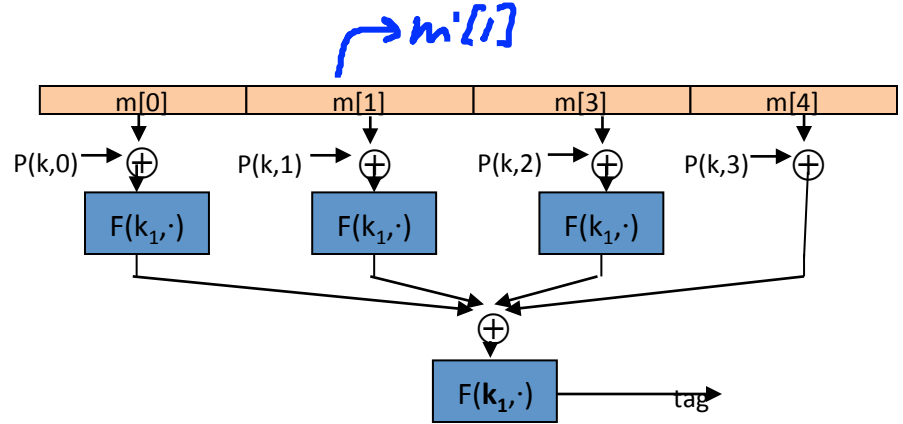 m'[1]
m[0] m[1] m[3] m[4]
P(k,0) P(k,1) P(k,2) P(k,3)
F(k₁,·) F(k₁,·) F(k₁,·)
F(k₁,·) tag